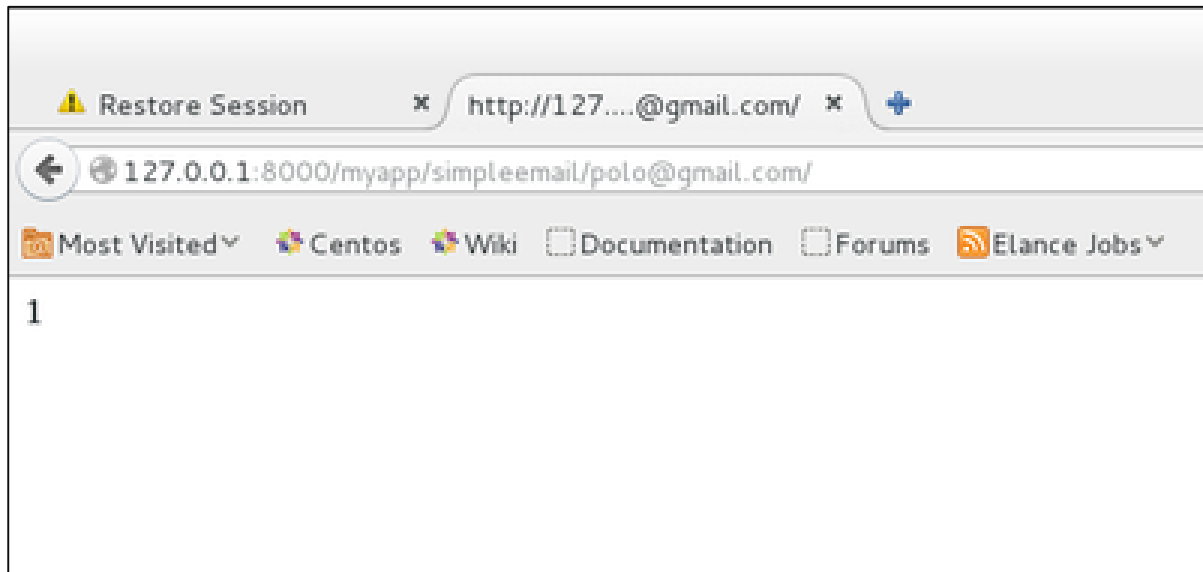 Restore Session
http://127....@gmail.com/
127.0.0.1:8000/myapp/simpleemail/polo@gmail.com/
Most Visited Centos Wiki Documentation Forums Elance Jobs
1